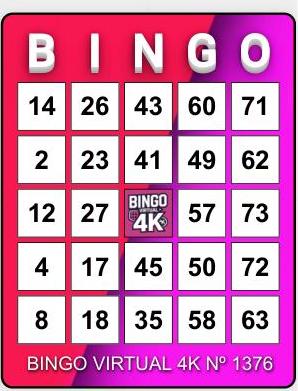 B I N G O
14 26 43 60 71
2 23 41 49 62
12 27 BINGO VIRTUAL 4K 57 73
4 17 45 50 72
8 18 35 58 63
BINGO VIRTUAL 4K Nº 1376